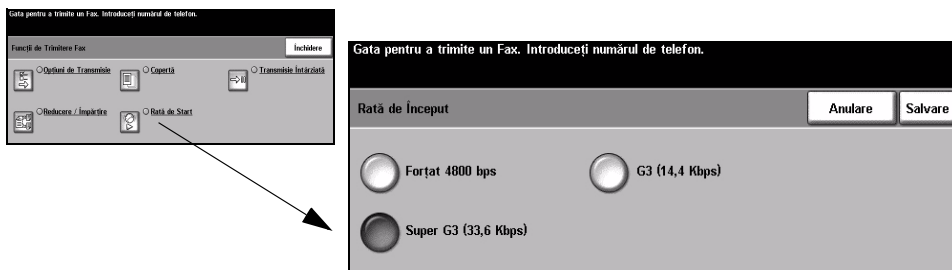 Gata pentru a trimite un Fax. Introduceți numărul de telefon.
Funcții de Trimitere Fax
Închidere
Opțiuni de Transmisie
Copertă
Transmisie Întârziată
Reducere / Împărțire
Rată de Start
Gata pentru a trimite un Fax. Introduceți numărul de telefon.
Rată de Început
Anulare
Salvare
Forțat 4800 bps
G3 (14,4 Kbps)
Super G3 (33,6 Kbps)